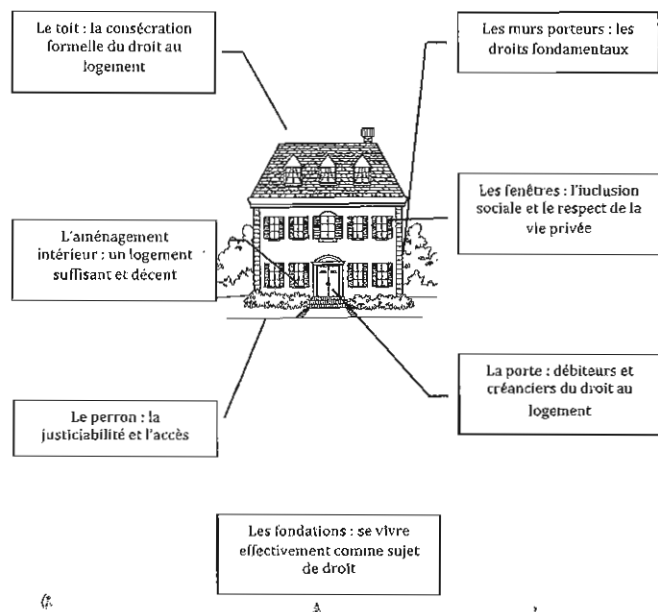 Le toit : la consécration
formelle du droit au
logement
Les murs porteurs : les
droits fondamentaux
Les fenêtres : l'iuclusion
sociale et le respect de la
vie privée
L'aménagement
intérieur : un logement
suffisant et décent
La porte : débiteurs et
créanciers du droit au
logement
Le perron : la
justiciabilité et l'accès
Les fondations : se vivre
effectivement comme sujet
de droit